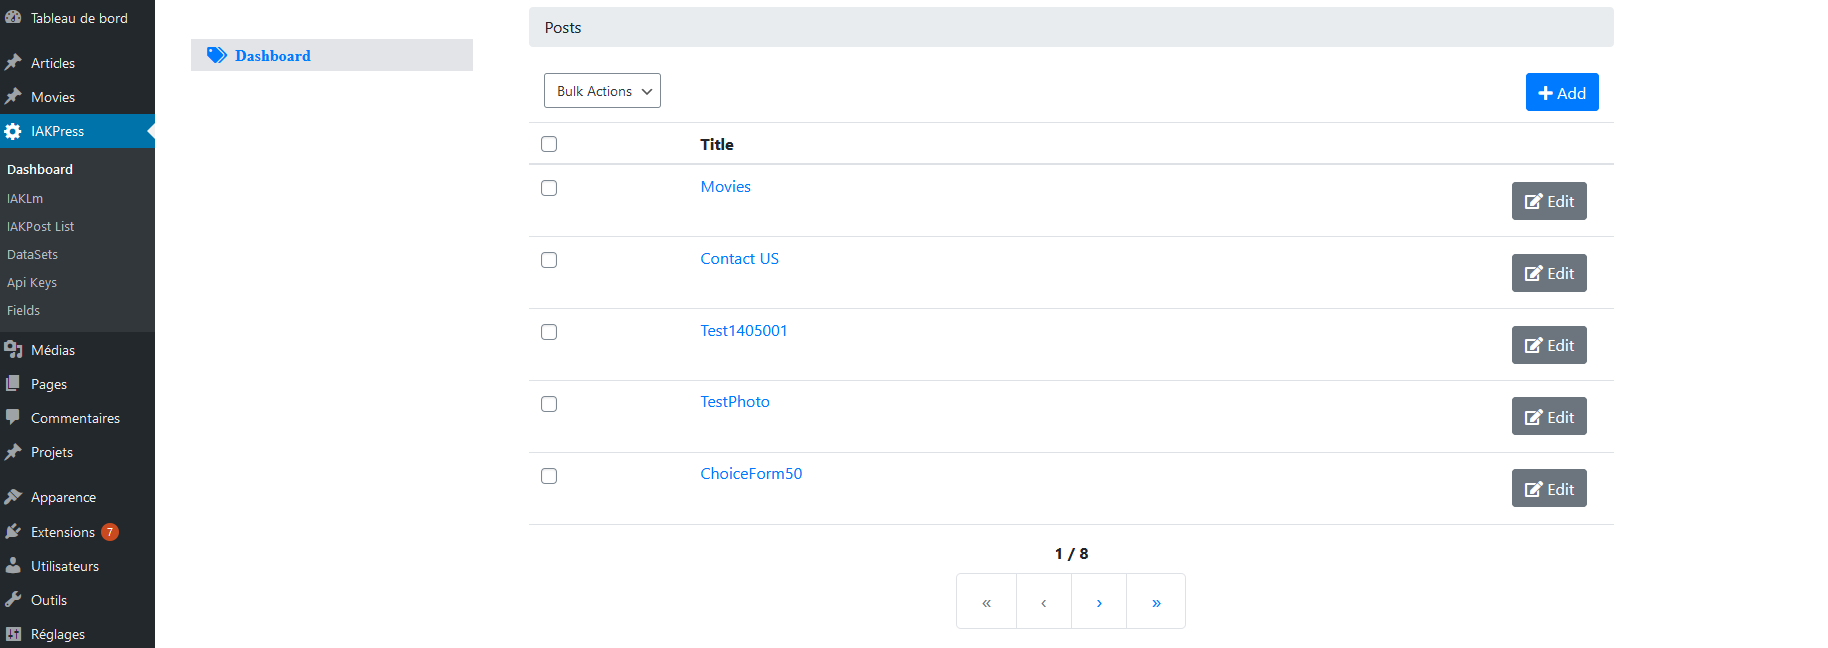 Tableau de bord
Articles
Movies
IAKPress
Dashboard
IAKLm
IAKPost List
DataSets
Api Keys
Fields
Médias
Pages
Commentaires
Projets
Apparence
Extensions 7
Utilisateurs
Outils
Réglages
Dashboard
Posts
Bulk Actions
Add
Title
Movies
Edit
Contact US
Edit
Test1405001
Edit
TestPhoto
Edit
ChoiceForm50
Edit
1 / 8
« ‹ › »